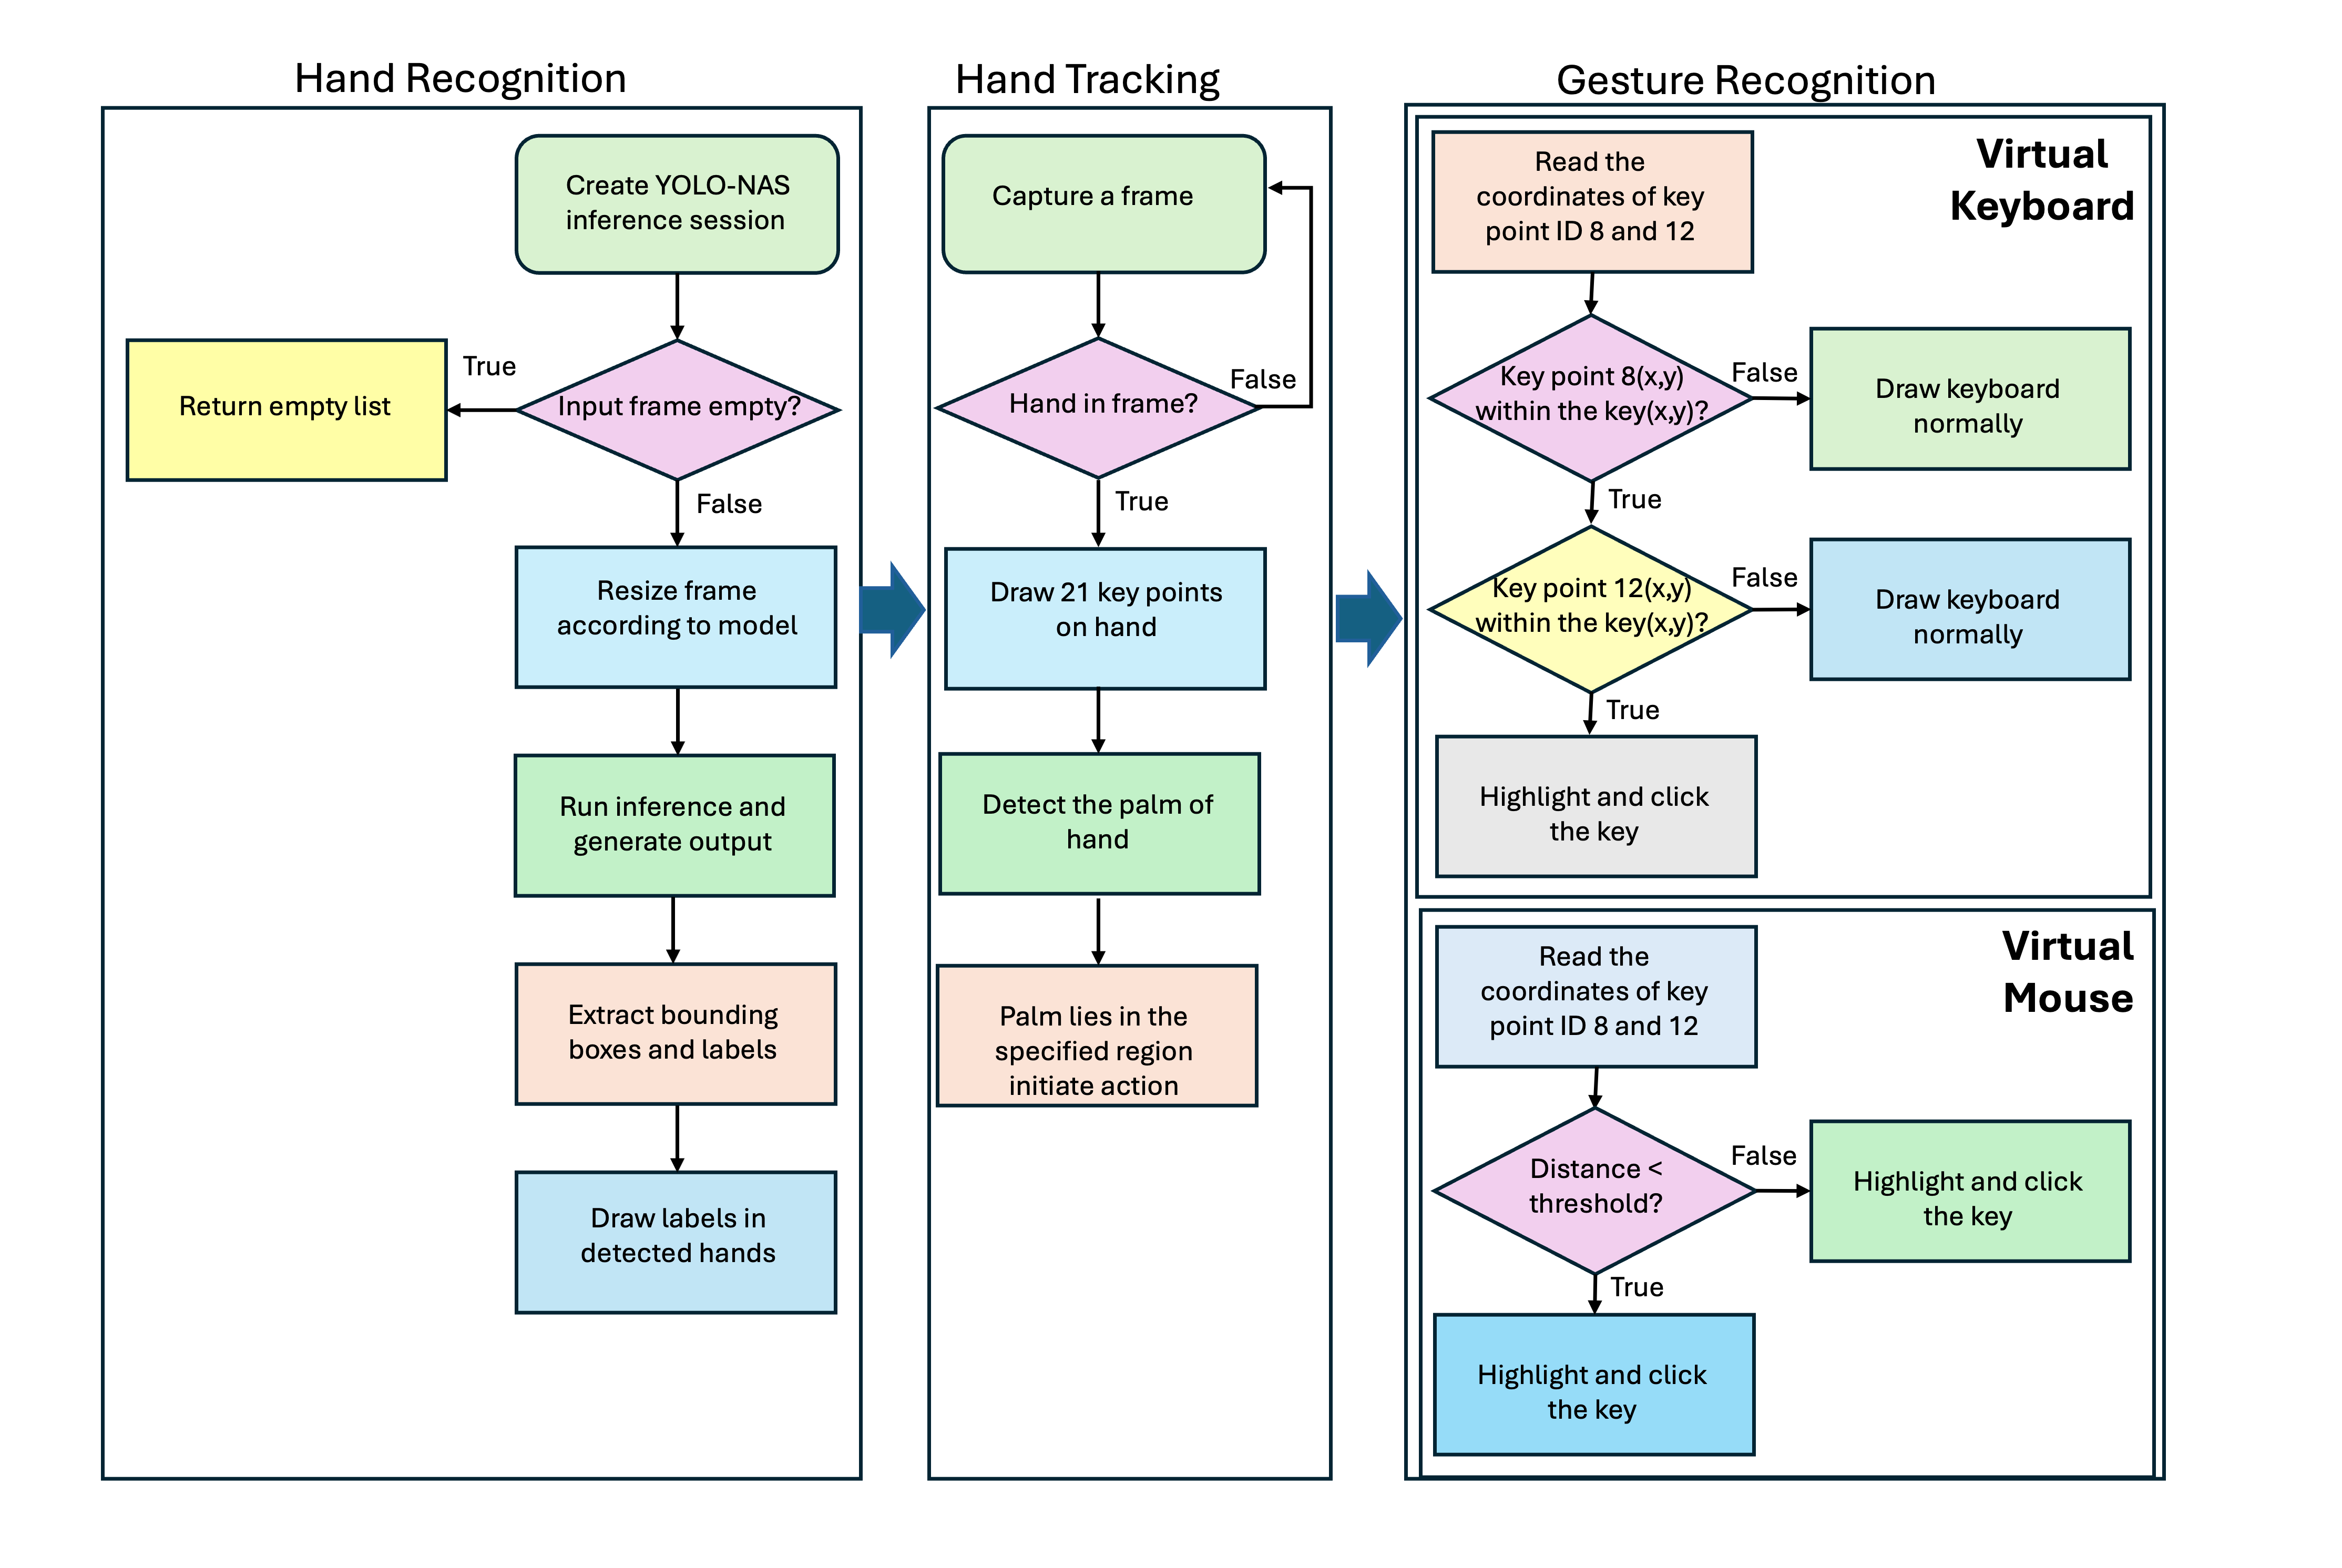 Hand Recognition
Create YOLO-NAS
inference session
Input frame empty?
True
Return empty list
False
Resize frame
according to model
Run inference and
generate output
Extract bounding
boxes and labels
Draw labels in
detected hands
Hand Tracking
Capture a frame
Hand in frame?
False
True
Draw 21 key points
on hand
Detect the palm of
hand
Palm lies in the
specified region
initiate action
Gesture Recognition
Virtual
Keyboard
Read the
coordinates of key
point ID 8 and 12
Key point 8(x,y)
within the key(x,y)?
False
Draw keyboard
normally
True
Key point 12(x,y)
within the key(x,y)?
False
Draw keyboard
normally
True
Highlight and click
the key
Virtual
Mouse
Read the
coordinates of key
point ID 8 and 12
Distance <
threshold?
False
Highlight and click
the key
True
Highlight and click
the key